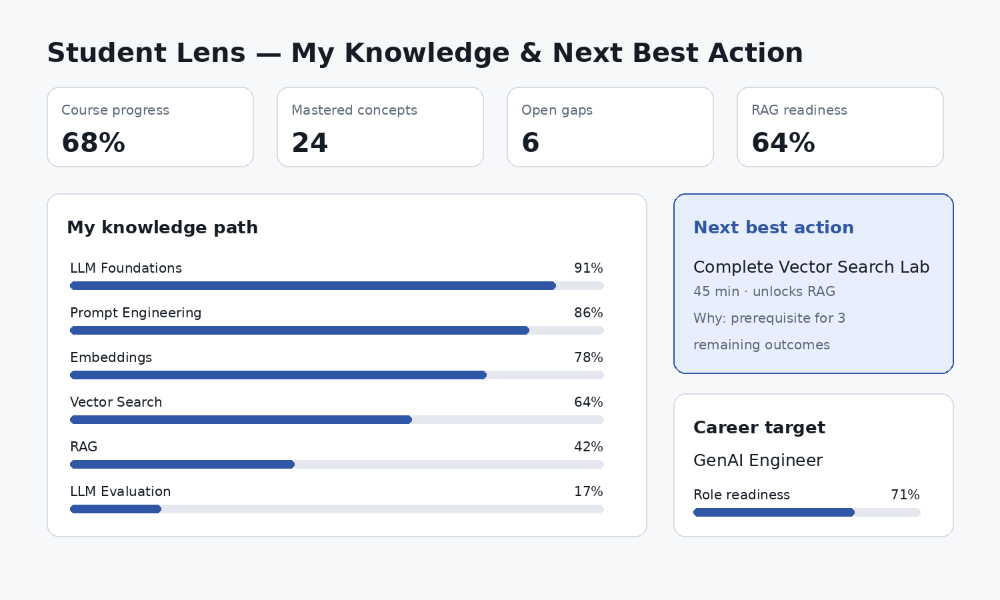 Student Lens — My Knowledge & Next Best Action
Course progress
68%
Mastered concepts
24
Open gaps
6
RAG readiness
64%
My knowledge path
LLM Foundations 91%
Prompt Engineering 86%
Embeddings 78%
Vector Search 64%
RAG 42%
LLM Evaluation 17%
Next best action
Complete Vector Search Lab
45 min · unlocks RAG
Why: prerequisite for 3
remaining outcomes
Career target
GenAI Engineer
Role readiness 71%